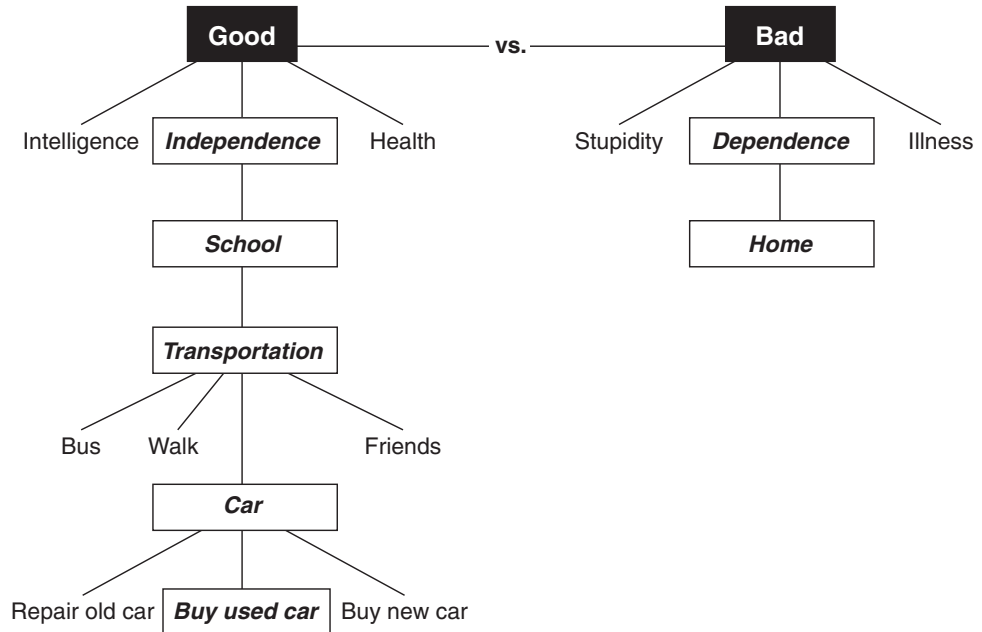 Good vs. Bad
Intelligence Independence Health Stupidity Dependence Illness
School Home
Transportation
Bus Walk Friends
Car
Repair old car Buy used car Buy new car